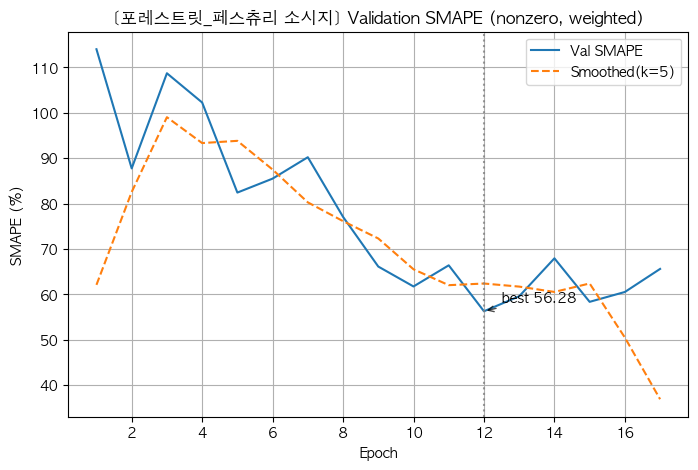 [포레스트릿_페스츄리 소시지] Validation SMAPE (nonzero, weighted)
Val SMAPE
Smoothed(k=5)
SMAPE (%)
110
100
90
80
70
60
50
40
best 56.28
2 4 6 8 10 12 14 16
Epoch